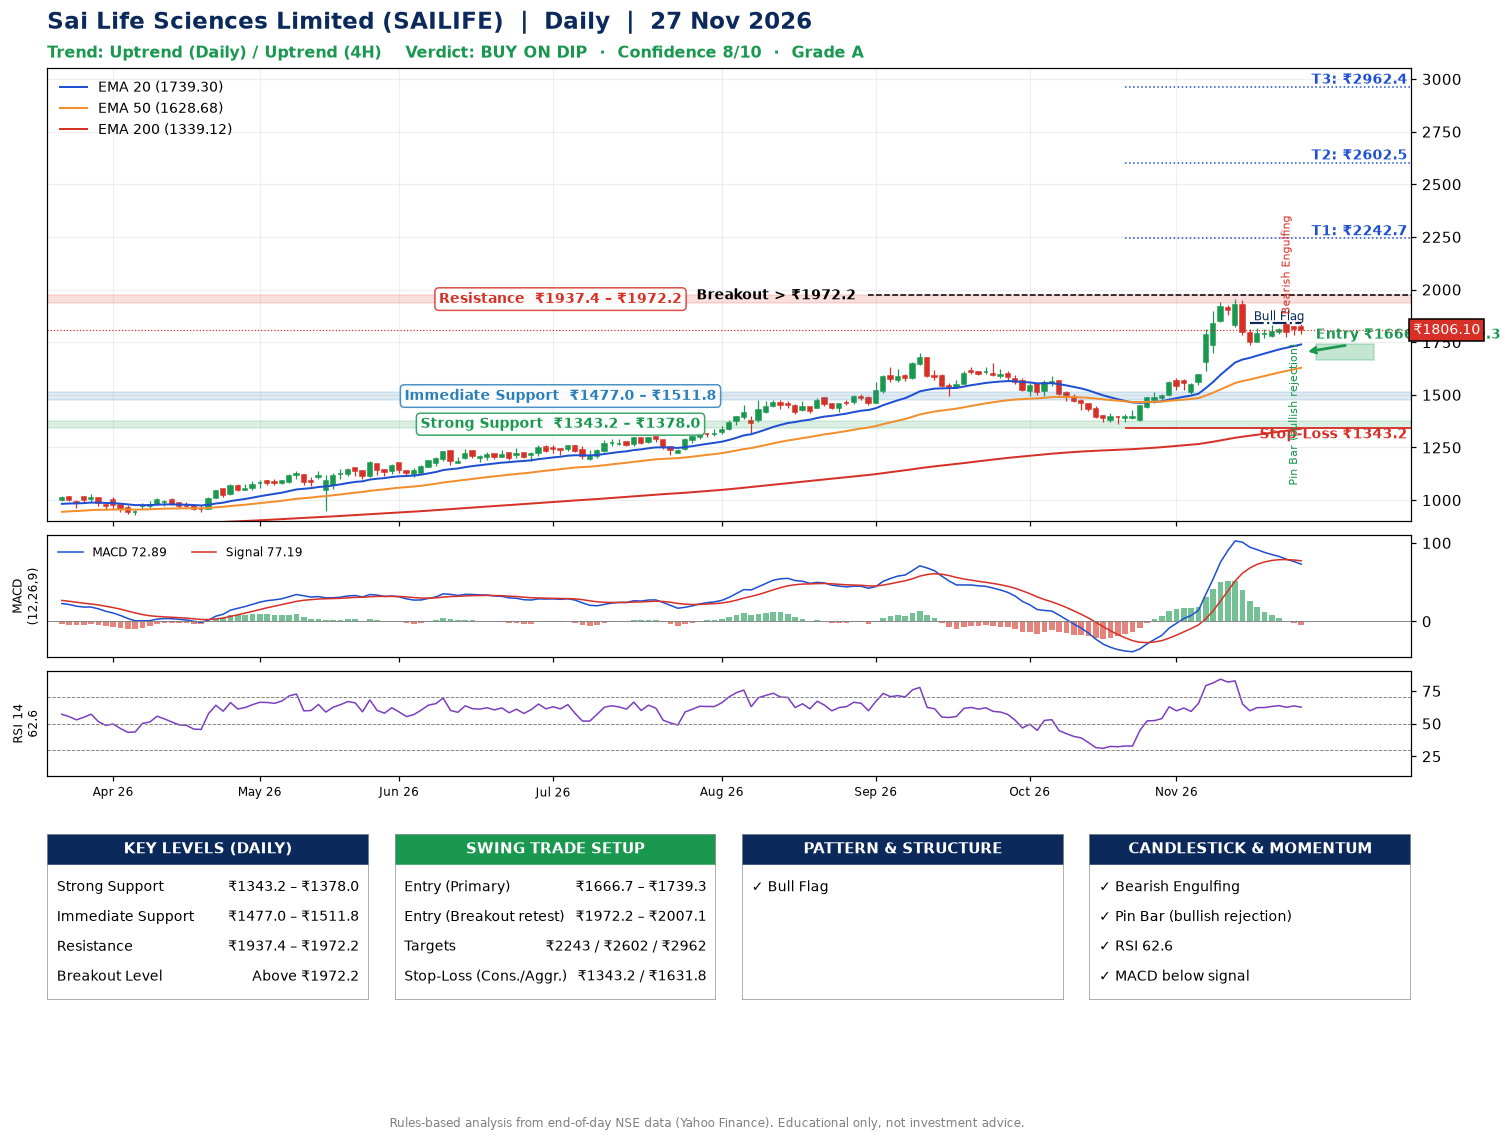 Sai Life Sciences Limited (SAILIFE) | Daily | 27 Nov 2026
Trend: Uptrend (Daily) / Uptrend (4H) Verdict: BUY ON DIP · Confidence 8/10 · Grade A
EMA 20 (1739.30)
EMA 50 (1628.68)
EMA 200 (1339.12)
T3: ₹2962.4
T2: ₹2602.5
T1: ₹2242.7
Bearish Engulfing
Resistance ₹1937.4 – ₹1972.2
Breakout > ₹1972.2
Bull Flag
Entry ₹1666
.3
₹1806.10
Immediate Support ₹1477.0 – ₹1511.8
Strong Support ₹1343.2 – ₹1378.0
Stop-Loss ₹1343.2
Pin Bar (bullish rejection)
3000
2750
2500
2250
2000
1750
1500
1250
1000
MACD 72.89
Signal 77.19
MACD
(12,26,9)
100
0
RSI 14
62.6
75
50
25
Apr 26
May 26
Jun 26
Jul 26
Aug 26
Sep 26
Oct 26
Nov 26
KEY LEVELS (DAILY)
Strong Support ₹1343.2 – ₹1378.0
Immediate Support ₹1477.0 – ₹1511.8
Resistance ₹1937.4 – ₹1972.2
Breakout Level Above ₹1972.2
SWING TRADE SETUP
Entry (Primary) ₹1666.7 – ₹1739.3
Entry (Breakout retest) ₹1972.2 – ₹2007.1
Targets ₹2243 / ₹2602 / ₹2962
Stop-Loss (Cons./Aggr.) ₹1343.2 / ₹1631.8
PATTERN & STRUCTURE
✓ Bull Flag
CANDLESTICK & MOMENTUM
✓ Bearish Engulfing
✓ Pin Bar (bullish rejection)
✓ RSI 62.6
✓ MACD below signal
Rules-based analysis from end-of-day NSE data (Yahoo Finance). Educational only, not investment advice.